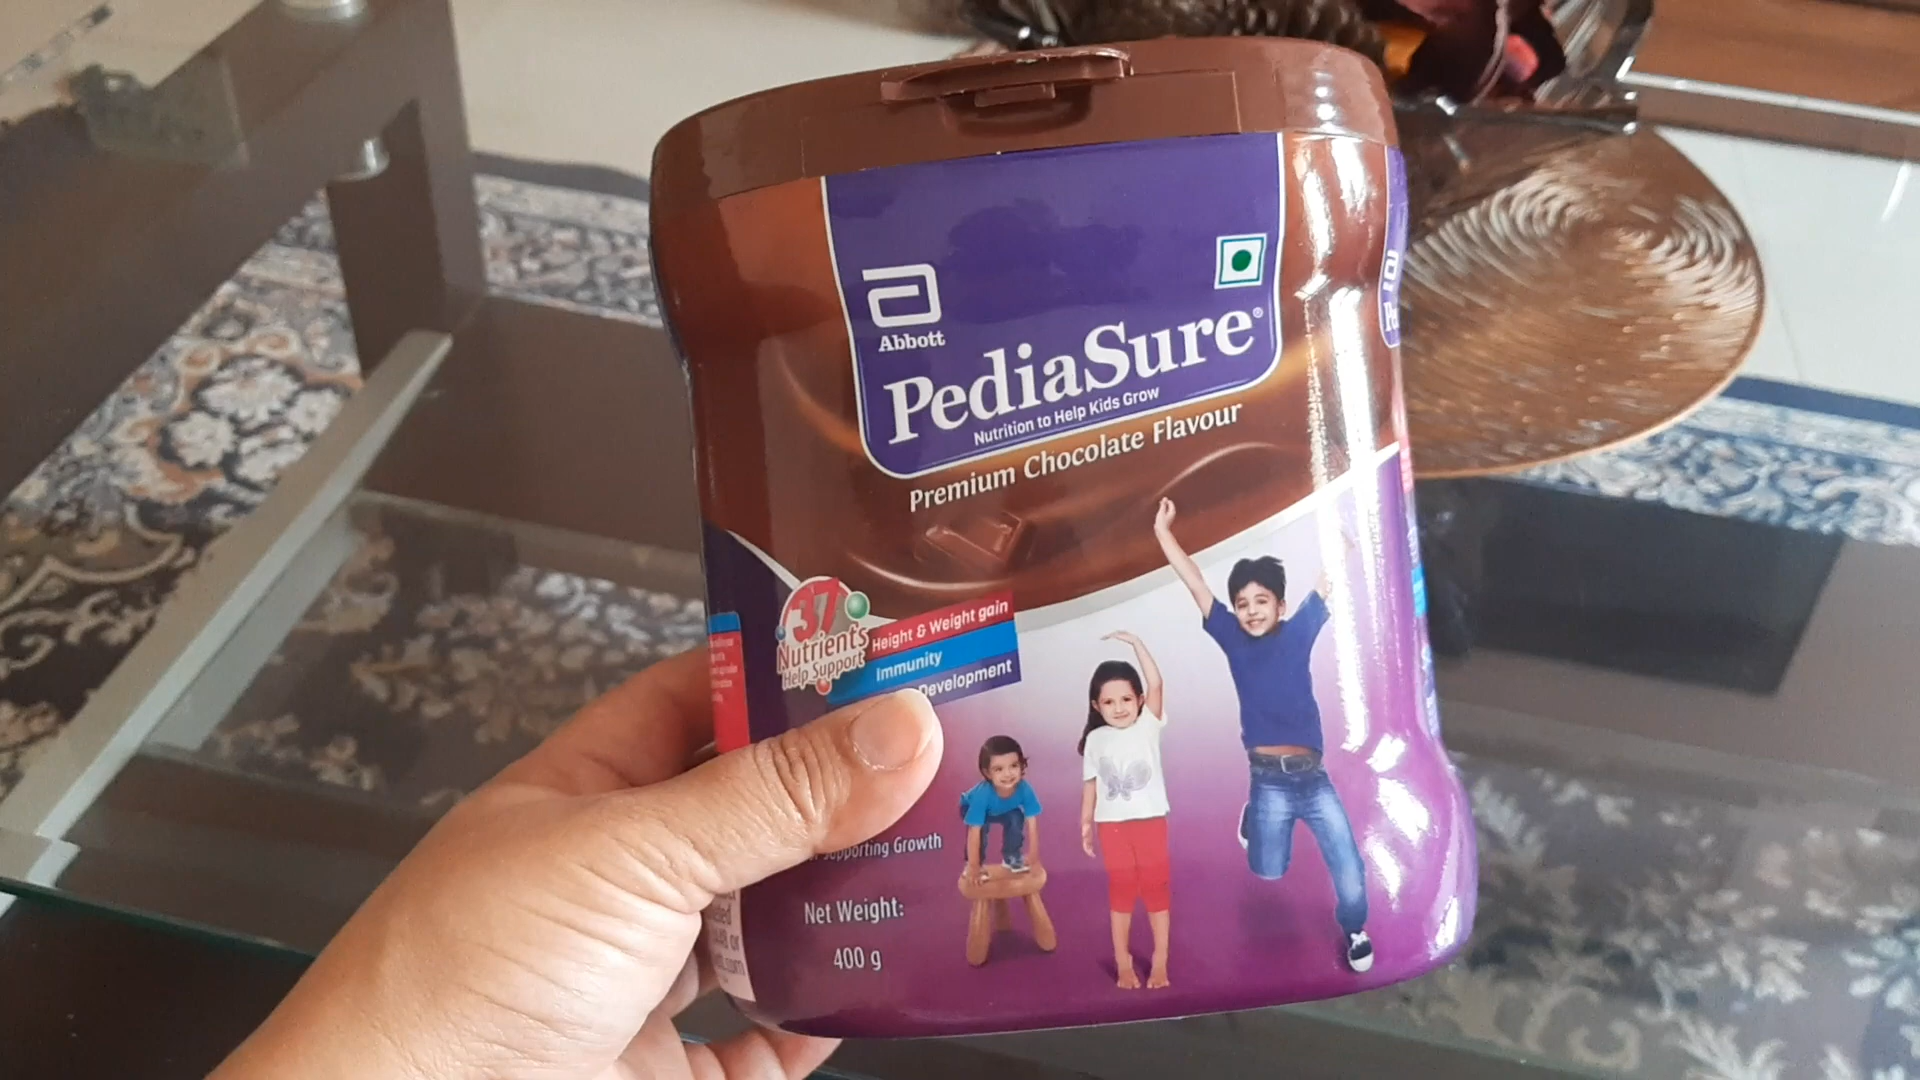 Abbott
PediaSure®
Nutrition to Help Kids Grow
Premium Chocolate Flavour
37
Nutrients
Help Support
Height & Weight gain
Immunity
Development
Supporting Growth
Net Weight:
400 g